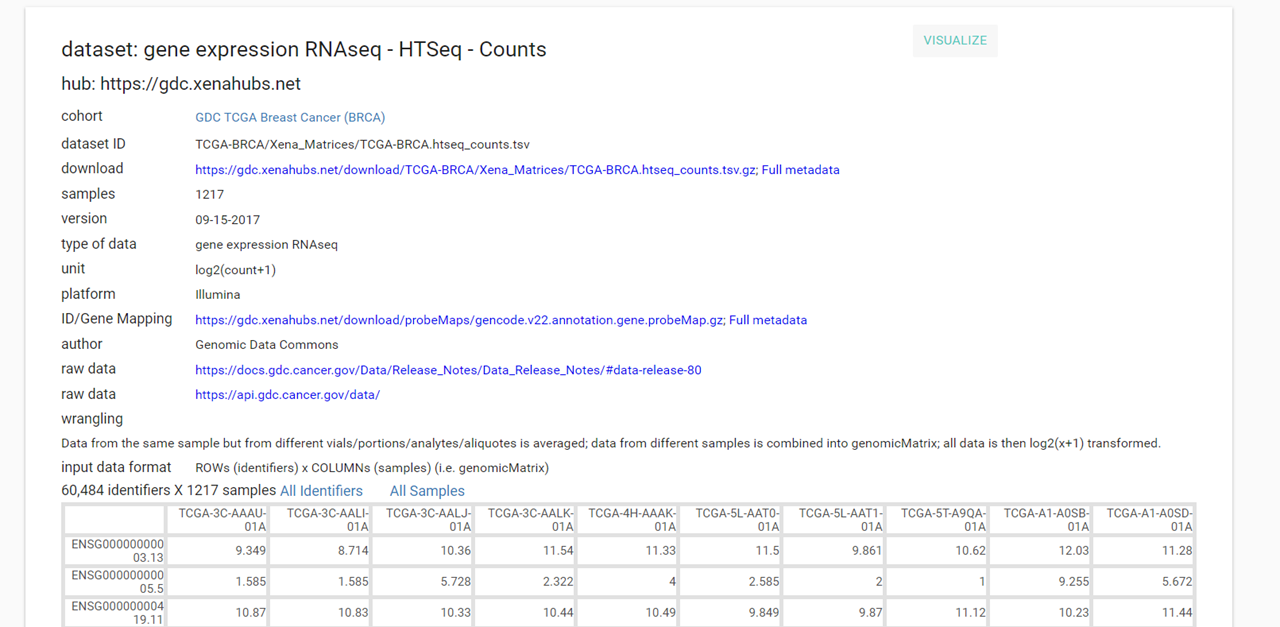 VISUALIZE
dataset: gene expression RNAseq - HTSeq - Counts
hub: https://gdc.xenahubs.net
cohort GDC TCGA Breast Cancer (BRCA)
dataset ID TCGA-BRCA/Xena_Matrices/TCGA-BRCA.htseq_counts.tsv
download https://gdc.xenahubs.net/download/TCGA-BRCA/Xena_Matrices/TCGA-BRCA.htseq_counts.tsv.gz; Full metadata
samples 1217
version 09-15-2017
type of data gene expression RNAseq
unit log2(count+1)
platform Illumina
ID/Gene Mapping https://gdc.xenahubs.net/download/probeMaps/gencode.v22.annotation.gene.probeMap.gz; Full metadata
author Genomic Data Commons
raw data https://docs.gdc.cancer.gov/Data/Release_Notes/Data_Release_Notes/#data-release-80
raw data https://api.gdc.cancer.gov/data/
wrangling
Data from the same sample but from different vials/portions/analytes/aliquotes is averaged; data from different samples is combined into genomicMatrix; all data is then log2(x+1) transformed.
input data format ROWs (identifiers) x COLUMNs (samples) (i.e. genomicMatrix)
60,484 identifiers X 1217 samples All Identifiers All Samples
TCGA-3C-AAAU- TCGA-3C-AALI- TCGA-3C-AALJ- TCGA-3C-AALK- TCGA-4H-AAAK- TCGA-5L-AAT0- TCGA-5L-AAT1- TCGA-5T-A9QA- TCGA-A1-A0SB- TCGA-A1-A0SD-
01A 01A 01A 01A 01A 01A 01A 01A 01A 01A
ENSG000000000
03.13 9.349 8.714 10.36 11.54 11.33 11.5 9.861 10.62 12.03 11.28
ENSG000000000
05.5 1.585 1.585 5.728 2.322 4 2.585 2 1 9.255 5.672
ENSG000000004
19.11 10.87 10.83 10.33 10.44 10.49 9.849 9.87 11.12 10.23 11.44